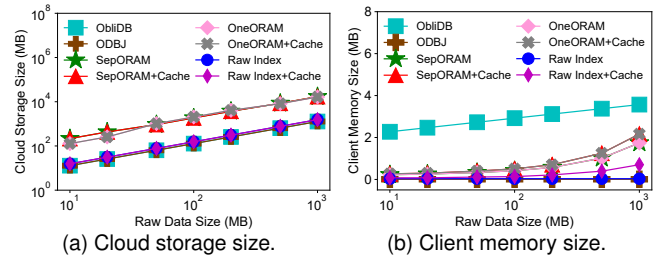 Cloud Storage Size (MB)
10^8
10^6
10^4
10^2
10^0
ObliDB
ODBJ
SepORAM
SepORAM+Cache
OneORAM
OneORAM+Cache
Raw Index
Raw Index+Cache
10^1 10^2 10^3
Raw Data Size (MB)
(a) Cloud storage size.
Client Memory Size (MB)
8
6
4
2
0
ObliDB
ODBJ
SepORAM
SepORAM+Cache
OneORAM
OneORAM+Cache
Raw Index
Raw Index+Cache
10^1 10^2 10^3
Raw Data Size (MB)
(b) Client memory size.